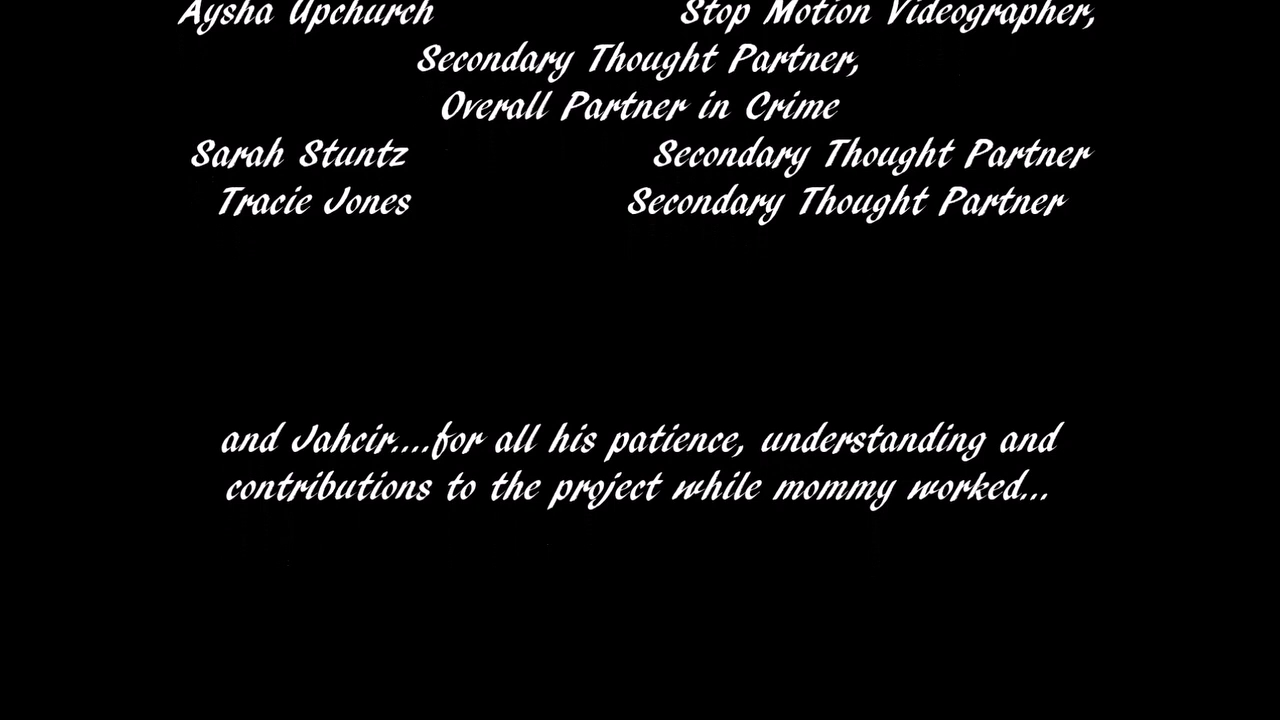 Aysha Upchurch Stop Motion Videographer,
Secondary Thought Partner,
Overall Partner in Crime
Sarah Stuntz Secondary Thought Partner
Tracie Jones Secondary Thought Partner
and Jahcir....for all his patience, understanding and
contributions to the project while mommy worked...